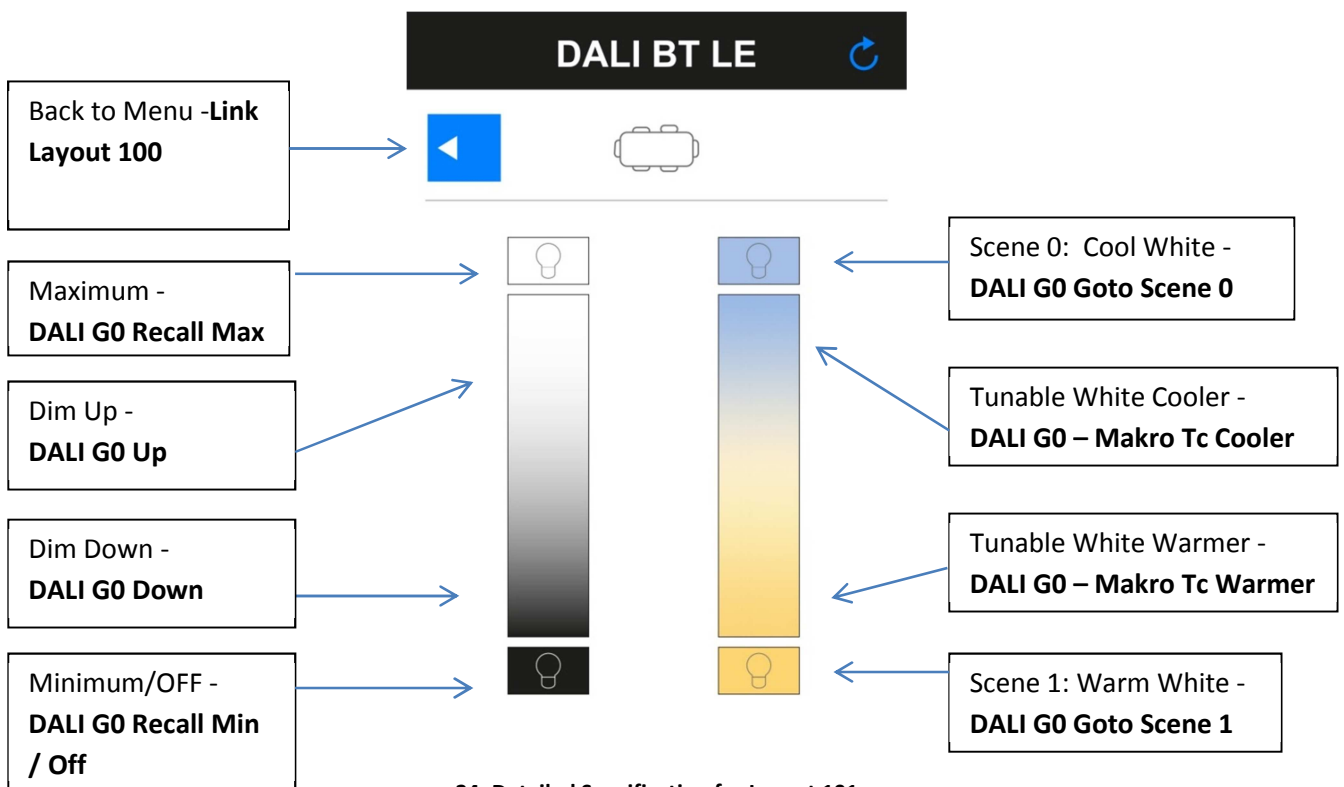 DALI BT LE
Back to Menu -Link
Layout 100
Maximum -
DALI G0 Recall Max
Dim Up -
DALI G0 Up
Dim Down -
DALI G0 Down
Minimum/OFF -
DALI G0 Recall Min
/ Off
Scene 0: Cool White -
DALI G0 Goto Scene 0
Tunable White Cooler -
DALI G0 – Makro Tc Cooler
Tunable White Warmer -
DALI G0 – Makro Tc Warmer
Scene 1: Warm White -
DALI G0 Goto Scene 1